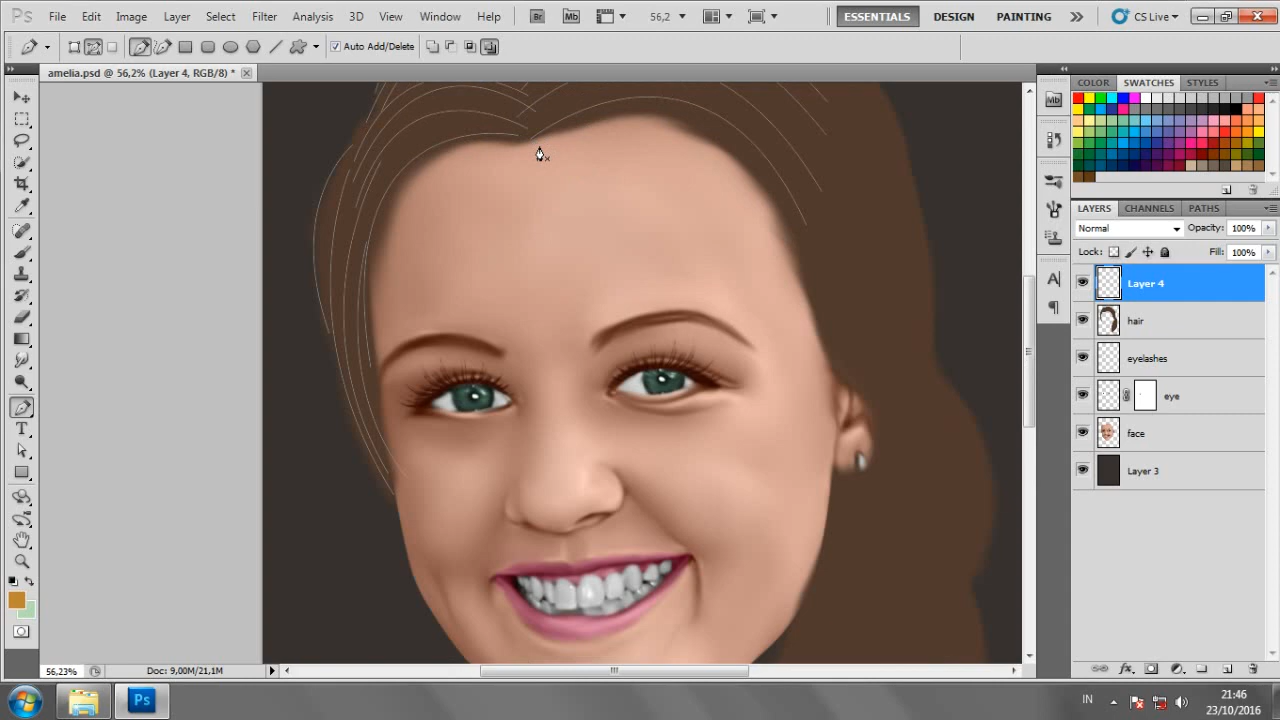 Ps File Edit Image Layer Select Filter Analysis 3D View Window Help Br Mb 56,2 ESSENTIALS DESIGN PAINTING CS Live
Auto Add/Delete
amelia.psd @ 56,2% (Layer 4, RGB/8) *
COLOR SWATCHES STYLES
Mb
LAYERS CHANNELS PATHS
Normal Opacity: 100%
Lock: Fill: 100%
Layer 4
hair
eyelashes
eye
face
Layer 3
56,23% Doc: 9,00M/21,1M
Ps IN 21:46
23/10/2016